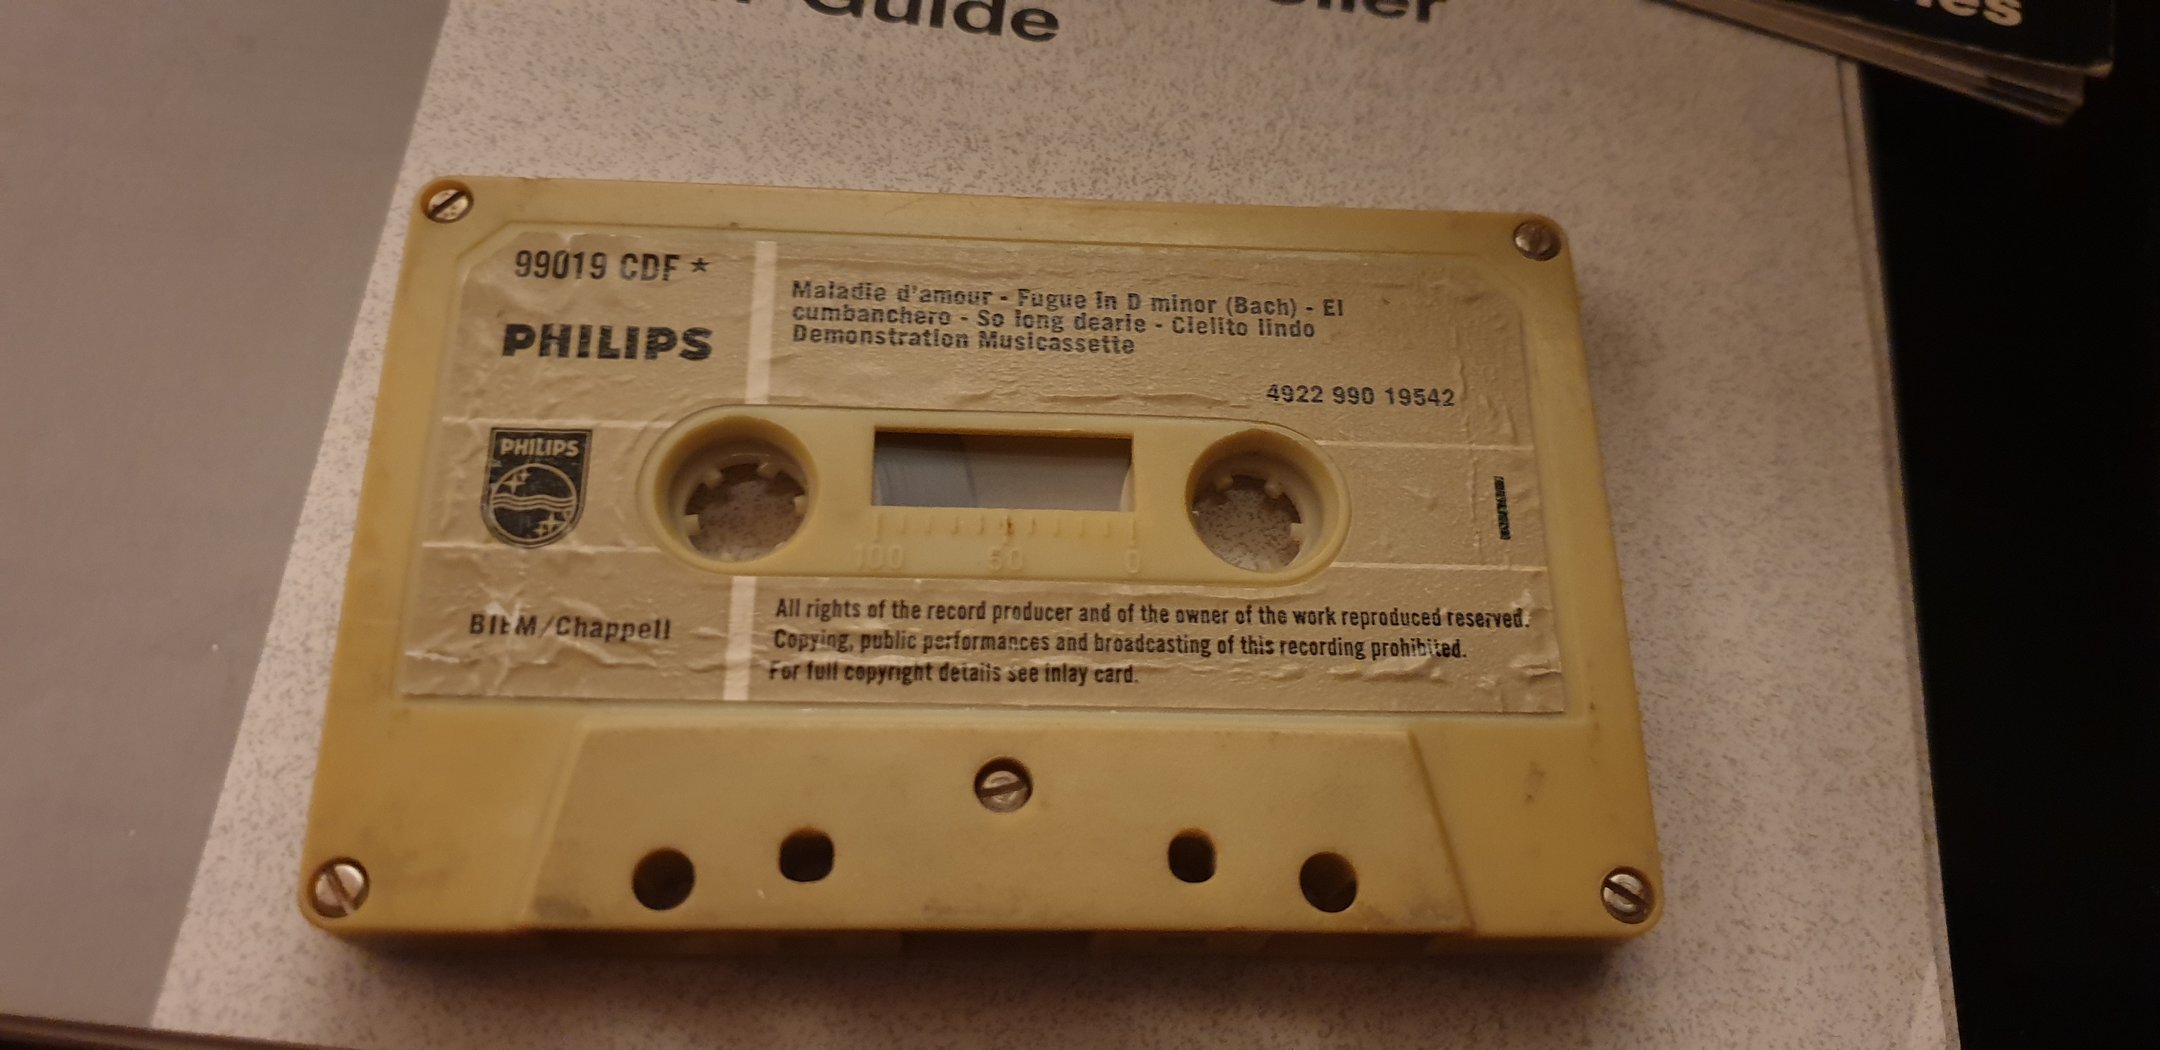 Guide
99019 CDF *
PHILIPS
Maladie d'amour - Fugue in D minor (Bach) - El
cumbanchero - So long dearie - Cielito lindo
Demonstration Musicassette
4922 990 19542
PHILIPS
100 50 0
BIEM/Chappell
All rights of the record producer and of the owner of the work reproduced reserved.
Copying, public performances and broadcasting of this recording prohibited.
For full copyright details see inlay card.